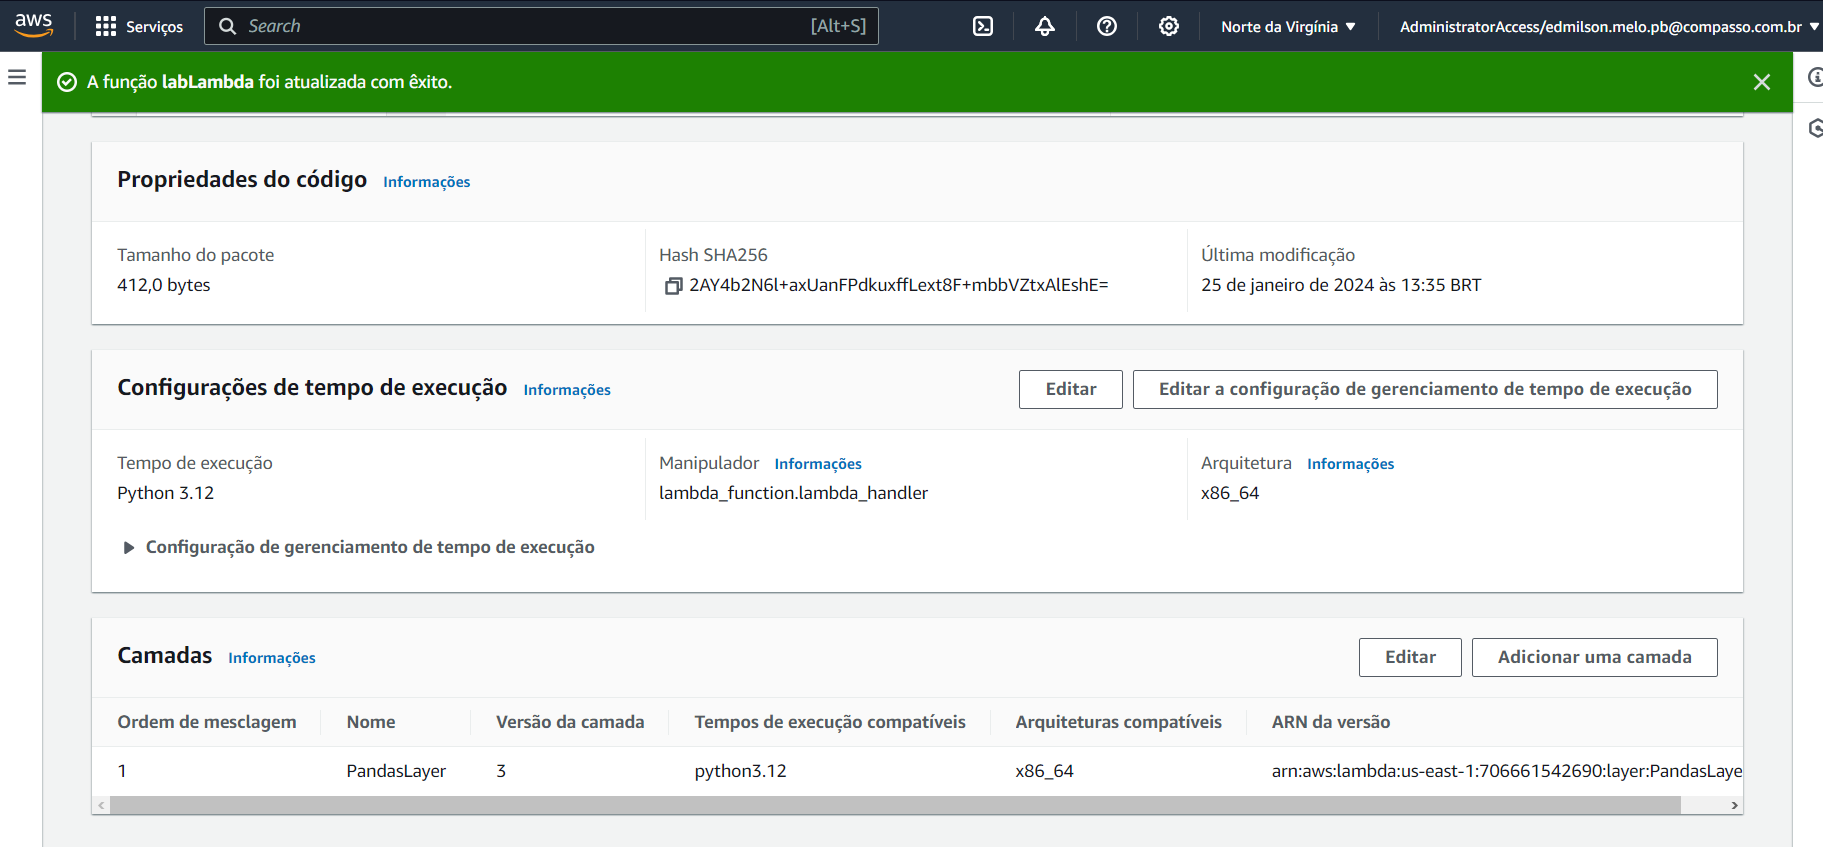 aws
Serviços
Search
[Alt+S]
Norte da Virgínia
AdministratorAccess/edmilson.melo.pb@compasso.com.br
A função labLambda foi atualizada com êxito.
Propriedades do código Informações
Tamanho do pacote
412,0 bytes
Hash SHA256
2AY4b2N6l+axUanFPdkuxffLext8F+mbbVZtxAlEshE=
Última modificação
25 de janeiro de 2024 às 13:35 BRT
Configurações de tempo de execução Informações
Editar
Editar a configuração de gerenciamento de tempo de execução
Tempo de execução
Python 3.12
Manipulador Informações
lambda_function.lambda_handler
Arquitetura Informações
x86_64
Configuração de gerenciamento de tempo de execução
Camadas Informações
Editar
Adicionar uma camada
Ordem de mesclagem Nome Versão da camada Tempos de execução compatíveis Arquiteturas compatíveis ARN da versão
1 PandasLayer 3 python3.12 x86_64 arn:aws:lambda:us-east-1:706661542690:layer:PandasLaye